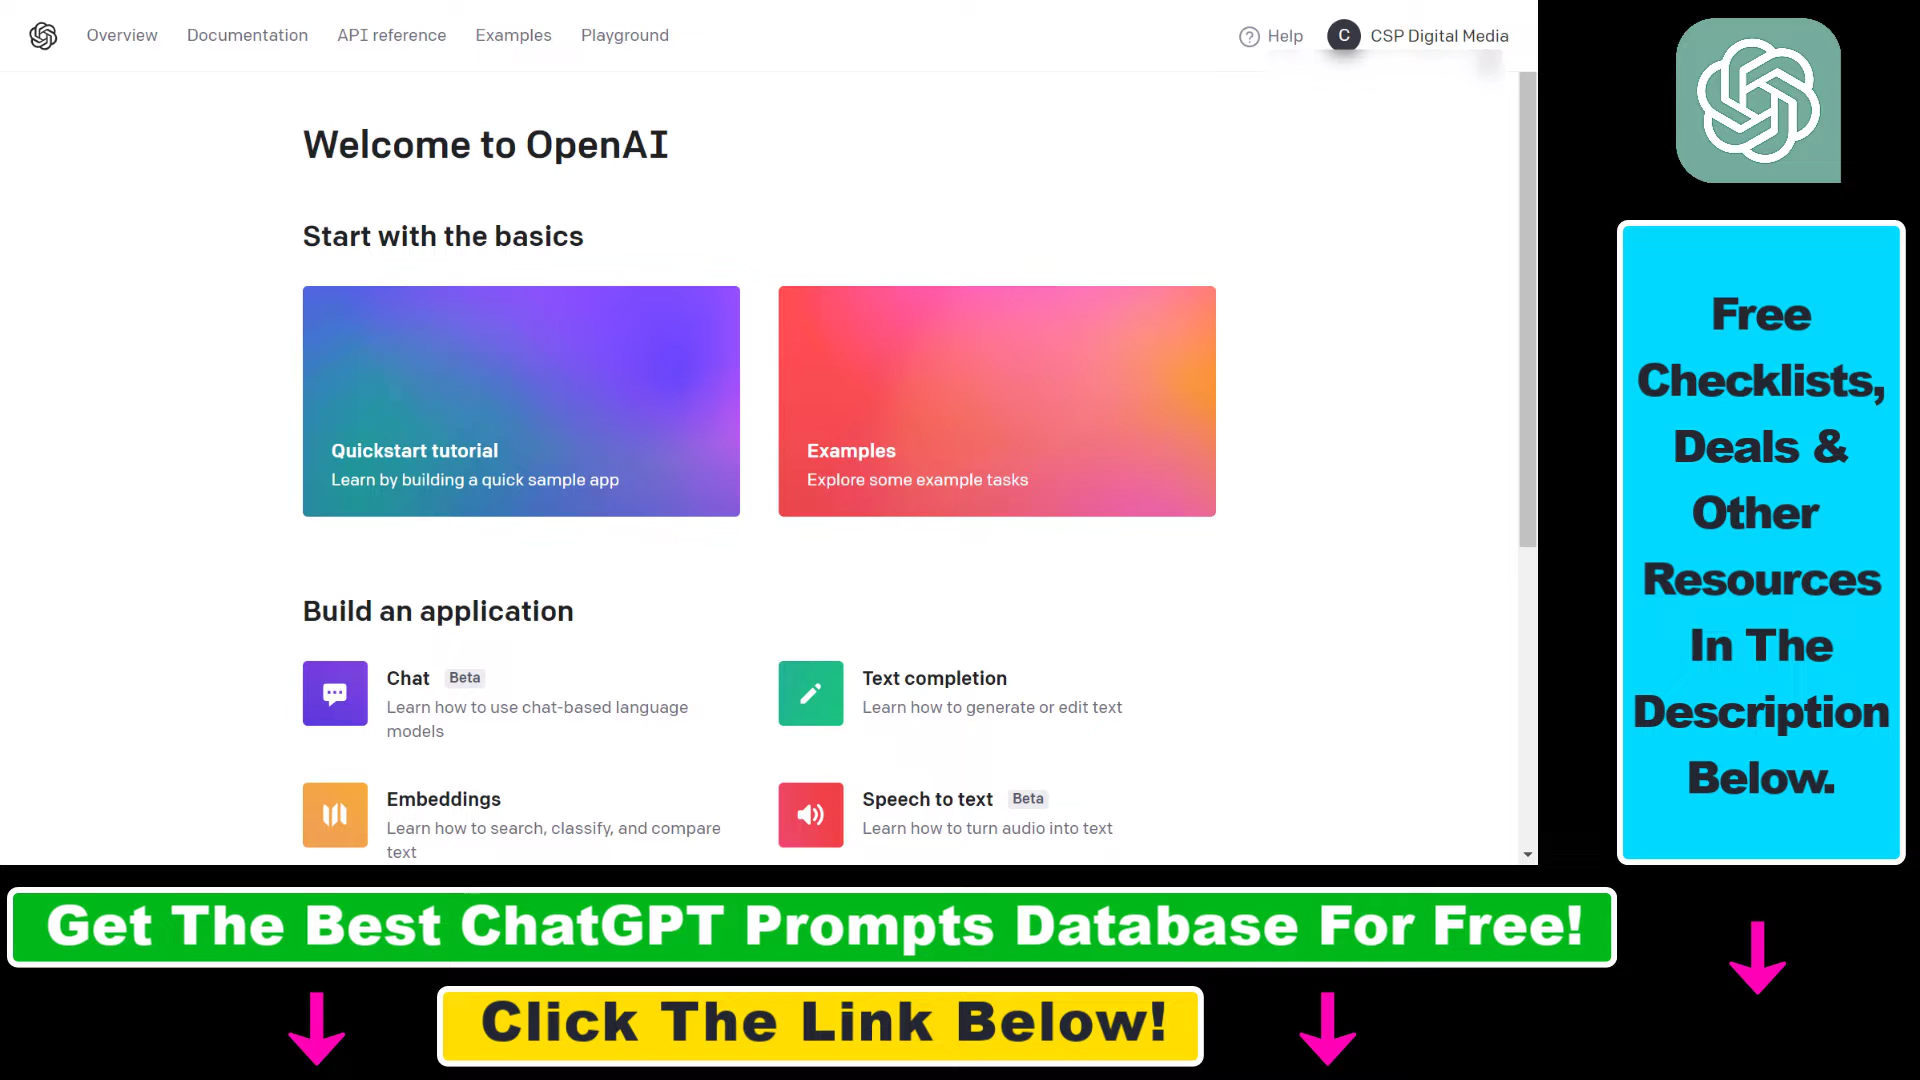 Overview Documentation API reference Examples Playground Help C CSP Digital Media
Welcome to OpenAI
Start with the basics
Quickstart tutorial
Learn by building a quick sample app
Examples
Explore some example tasks
Build an application
Chat Beta
Learn how to use chat-based language
models
Text completion
Learn how to generate or edit text
Embeddings
Learn how to search, classify, and compare
text
Speech to text Beta
Learn how to turn audio into text
Free
Checklists,
Deals &
Other
Resources
In The
Description
Below.
Get The Best ChatGPT Prompts Database For Free!
Click The Link Below!